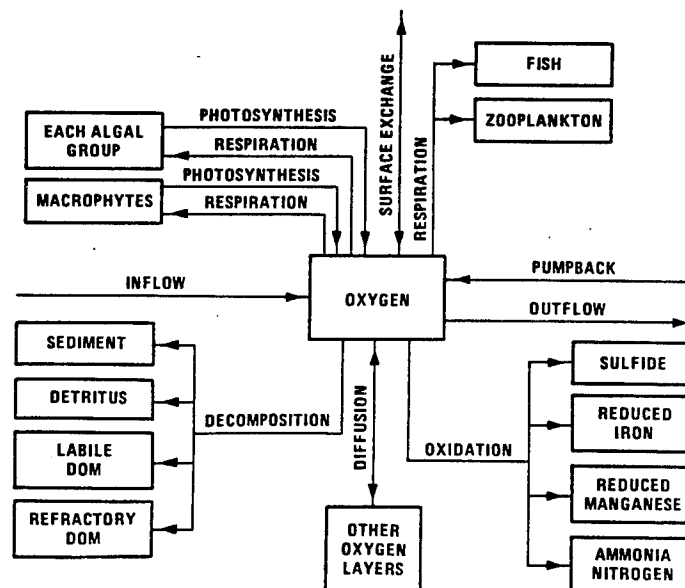 FISH
ZOOPLANKTON
SURFACE EXCHANGE
RESPIRATION
EACH ALGAL
GROUP
PHOTOSYNTHESIS
RESPIRATION
MACROPHYTES
PHOTOSYNTHESIS
RESPIRATION
INFLOW
OXYGEN
PUMPBACK
OUTFLOW
SEDIMENT
DETRITUS
LABILE
DOM
REFRACTORY
DOM
DECOMPOSITION
DIFFUSION
OXIDATION
OTHER
OXYGEN
LAYERS
SULFIDE
REDUCED
IRON
REDUCED
MANGANESE
AMMONIA
NITROGEN